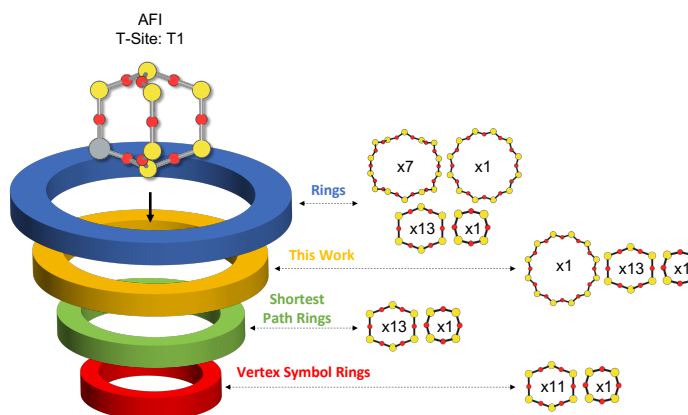 AFI
T-Site: T1
x7
x1
Rings
x13
x1
This Work
x1
x13
x1
Shortest
Path Rings
x13
x1
Vertex Symbol Rings
x11
x1